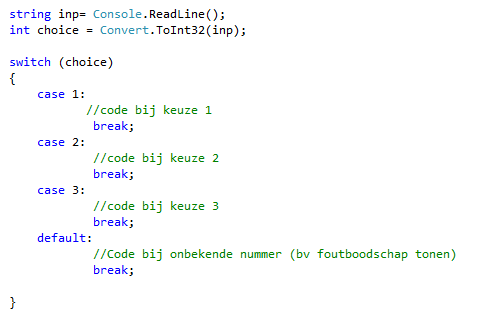 string inp= Console.ReadLine();
int choice = Convert.ToInt32(inp);
switch (choice)
{
case 1:
//code bij keuze 1
break;
case 2:
//code bij keuze 2
break;
case 3:
//code bij keuze 3
break;
default:
//Code bij onbekende nummer (bv foutboodschap tonen)
break;
}